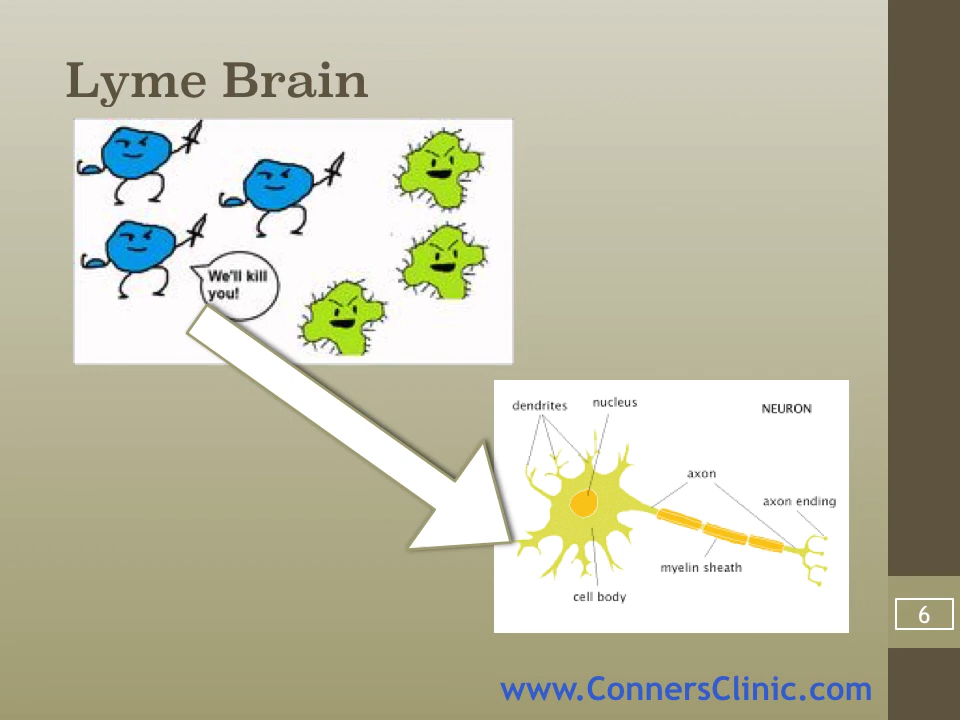 Lyme Brain
We'll kill
you!
dendrites
nucleus
NEURON
axon
axon ending
myelin sheath
cell body
6
www.ConnersClinic.com